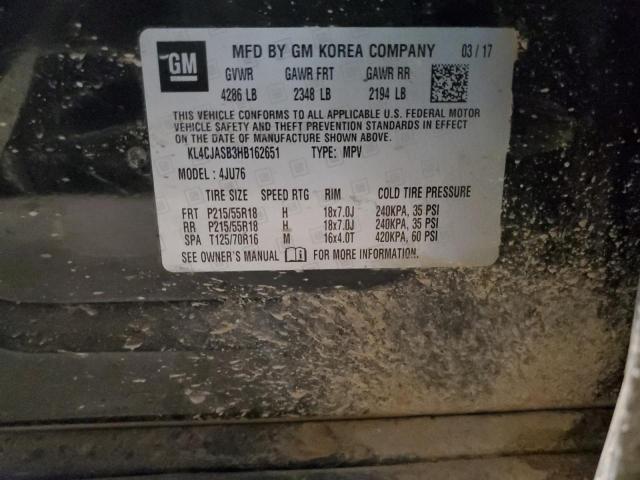 GM MFD BY GM KOREA COMPANY 03 / 17
GVWR GAWR FRT GAWR RR
4286 LB 2348 LB 2194 LB
THIS VEHICLE CONFORMS TO ALL APPLICABLE U.S. FEDERAL MOTOR
VEHICLE SAFETY AND THEFT PREVENTION STANDARDS IN EFFECT
ON THE DATE OF MANUFACTURE SHOWN ABOVE.
KL4CJASB3HB162651 TYPE: MPV
MODEL : 4JU76
TIRE SIZE SPEED RTG RIM COLD TIRE PRESSURE
FRT P215/55R18 H 18x7.0J 240KPA, 35 PSI
RR P215/55R18 H 18x7.0J 240KPA, 35 PSI
SPA T125/70R16 M 16x4.0T 420KPA, 60 PSI
SEE OWNER'S MANUAL FOR MORE INFORMATION.